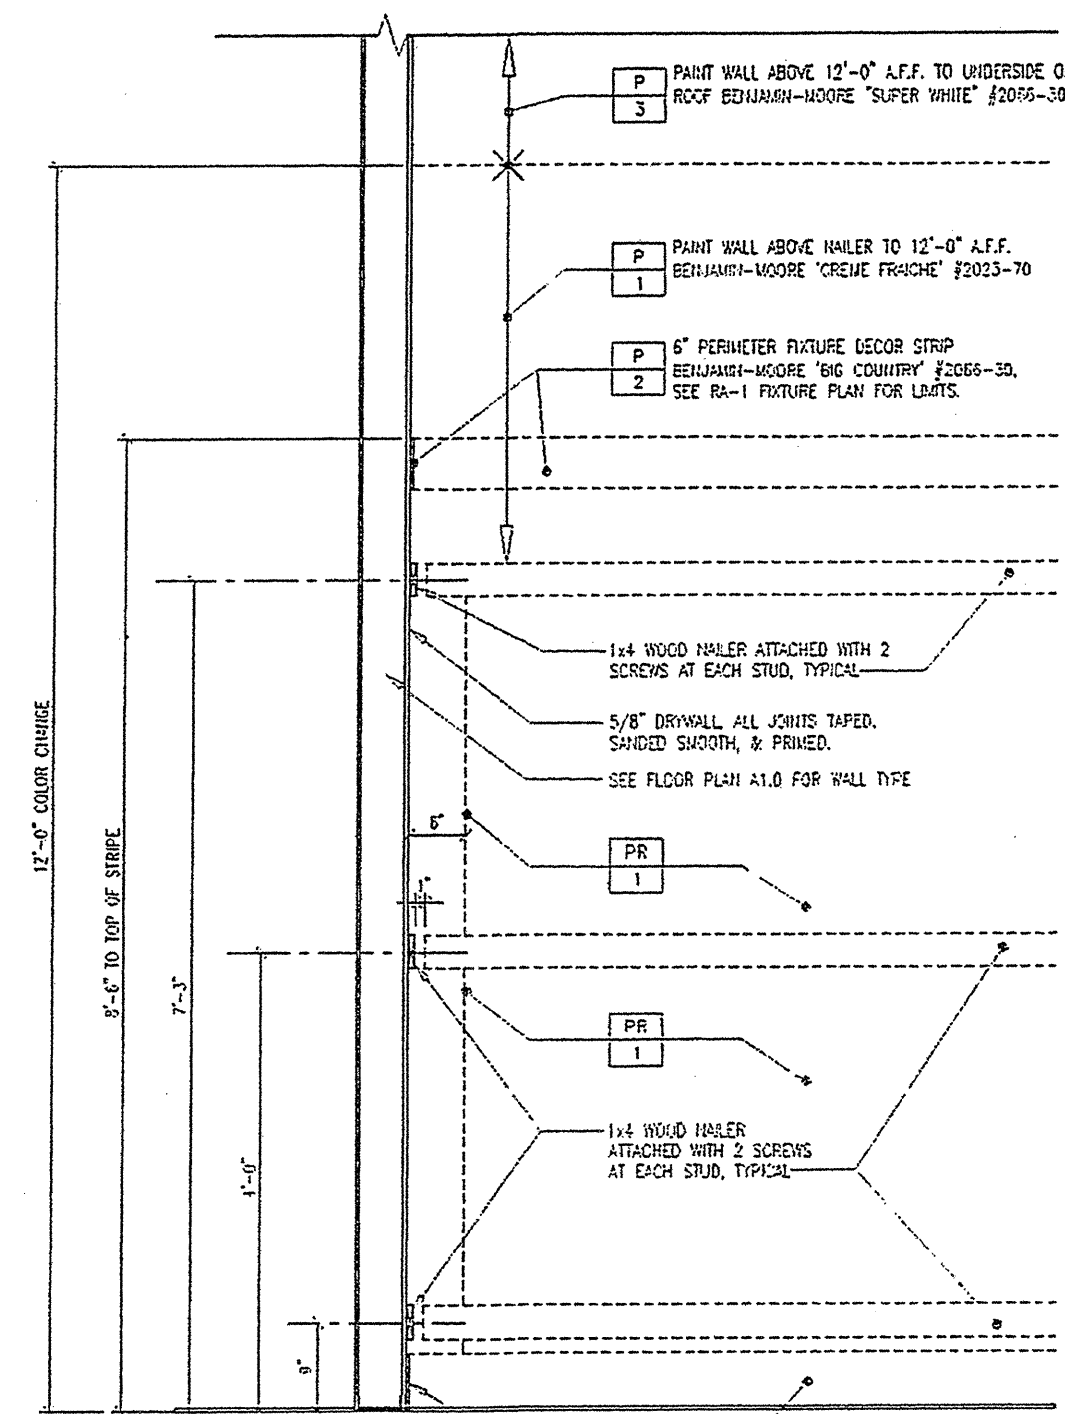 P
3
PAINT WALL ABOVE 12'-0" A.F.F. TO UNDERSIDE
ROOF BENJAMIN-MOORE "SUPER WHITE"
P
1
PAINT WALL ABOVE NAILER TO 12'-0" A.F.F.
BENJAMIN-MOORE 'CREME FRAICHE' #2023-70
P
2
6" PERIMETER FIXTURE DECOR STRIP
BENJAMIN-MOORE 'BIG COUNTRY' #2066-30,
SEE RA-1 FIXTURE PLAN FOR LIMITS.
1x4 WOOD NAILER ATTACHED WITH 2
SCREWS AT EACH STUD, TYPICAL
5/8" DRYWALL ALL JOINTS TAPED,
SANDED SMOOTH, & PRIMED.
SEE FLOOR PLAN A1.0 FOR WALL TYPE
12'-0" COLOR CHANGE
8'-6" TO TOP OF STRIPE
7'-3"
4'-0"
9"
PR
1
PR
1
1x4 WOOD NAILER
ATTACHED WITH 2 SCREWS
AT EACH STUD, TYPICAL